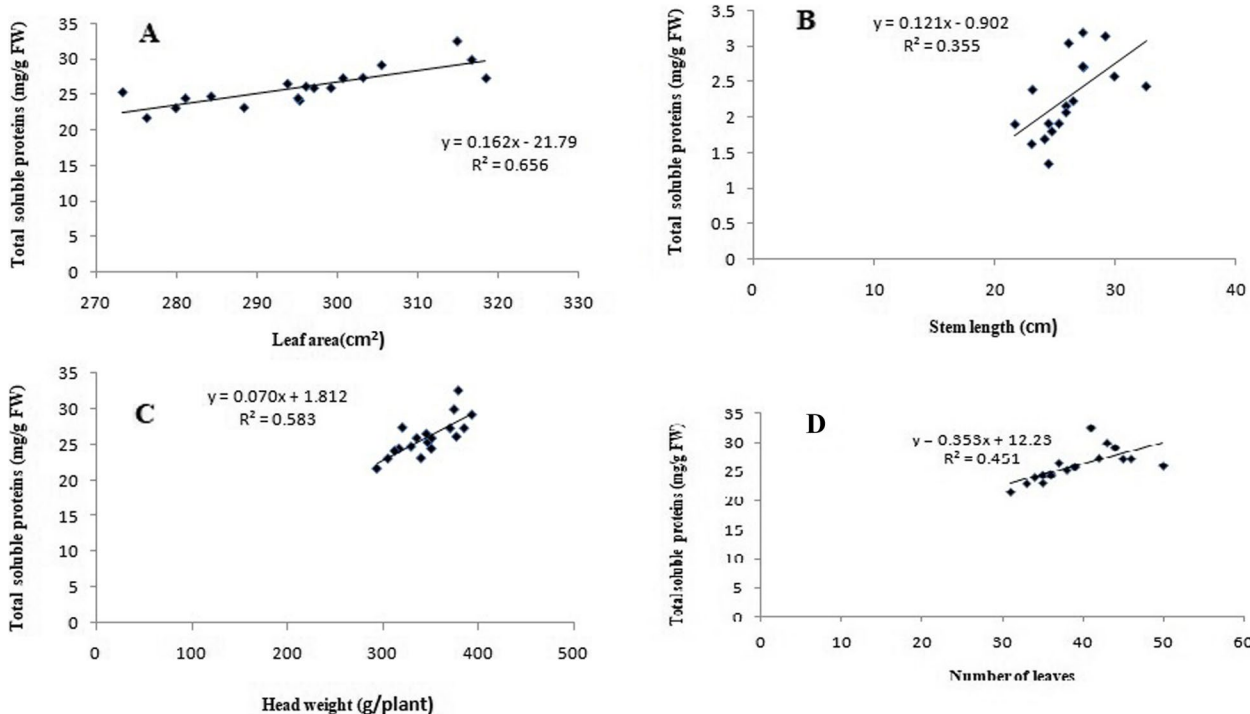 A
Total soluble proteins (mg/g FW)
35
30
25
20
15
10
5
0
y = 0.162x - 21.79
R² = 0.656
270 280 290 300 310 320 330
Leaf area(cm²)
B
Total soluble proteins (mg/g FW)
3.5
3
2.5
2
1.5
1
0.5
0
y = 0.121x - 0.902
R² = 0.355
0 10 20 30 40
Stem length (cm)
C
Total soluble proteins (mg/g FW)
35
30
25
20
15
10
5
0
y = 0.070x + 1.812
R² = 0.583
0 100 200 300 400 500
Head weight (g/plant)
D
Total soluble proteins (mg/g FW)
35
30
25
20
15
10
5
0
y = 0.353x + 12.23
R² = 0.451
0 10 20 30 40 50 60
Number of leaves